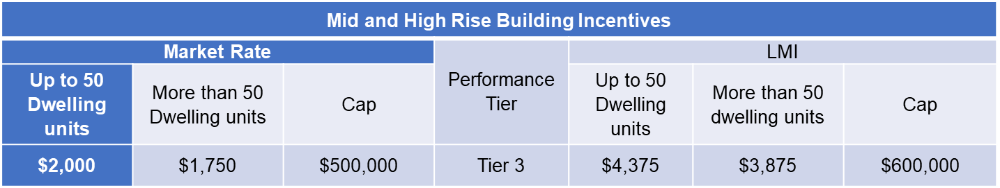 Mid and High Rise Building Incentives
Market Rate
Performance
Tier
LMI
Up to 50
Dwelling
units
More than 50
Dwelling units
Cap
Up to 50
Dwelling
units
More than 50
dwelling units
Cap
$2,000
$1,750
$500,000
Tier 3
$4,375
$3,875
$600,000